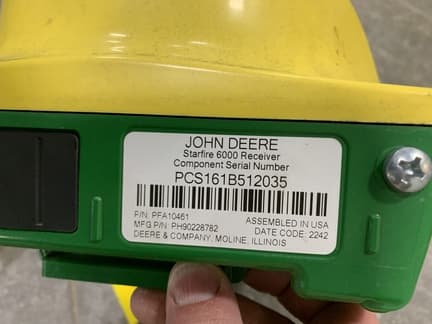 JOHN DEERE
Starfire 6000 Receiver
Component Serial Number
PCS161B512035
P/N: PFA10461
ASSEMBLED IN USA
MFG P/N: PH90228782
DATE CODE: 2242
DEERE & COMPANY, MOLINE, ILLINOIS